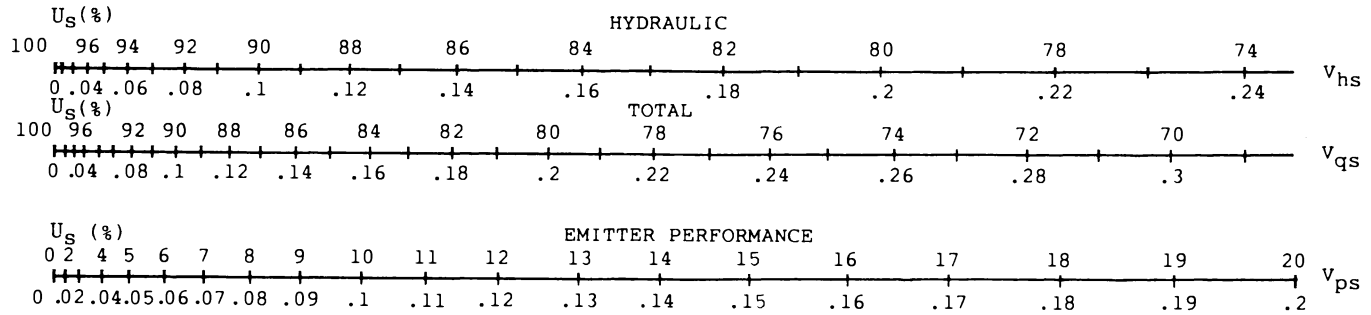 U_S(%)
HYDRAULIC
100 96 94 92 90 88 86 84 82 80 78 74
V_hs
0 .04 .06 .08 .1 .12 .14 .16 .18 .2 .22 .24
U_S(%)
TOTAL
100 96 92 90 88 86 84 82 80 78 76 74 72 70
V_qs
0 .04 .08 .1 .12 .14 .16 .18 .2 .22 .24 .26 .28 .3
U_S (%)
EMITTER PERFORMANCE
0 2 4 5 6 7 8 9 10 11 12 13 14 15 16 17 18 19 20
V_ps
0 .02 .04 .05 .06 .07 .08 .09 .1 .11 .12 .13 .14 .15 .16 .17 .18 .19 .2